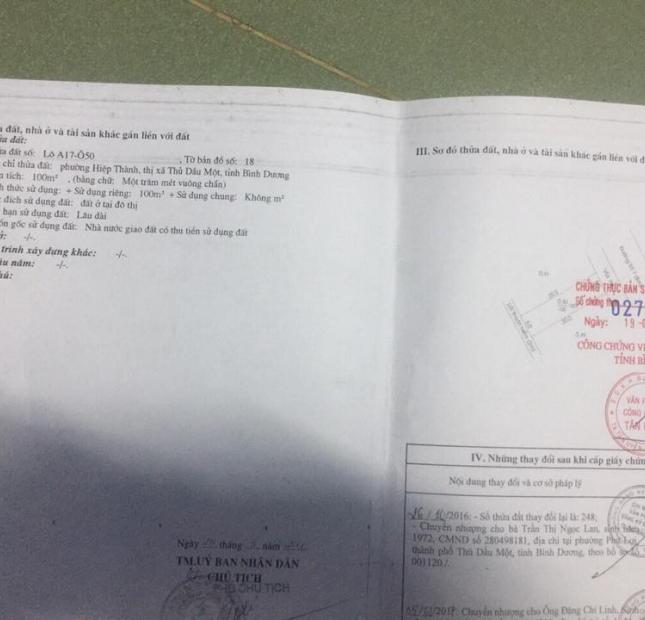 đất, nhà ở và tài sản khác gắn liền với đất
đất:
đất số: Lô A17-Ô50, Tờ bản đồ số: 18
chỉ thửa đất: phường Hiệp Thành, thị xã Thủ Dầu Một, tỉnh Bình Dương
tích: 100m², (bằng chữ: Một trăm mét vuông chẵn)
thức sử dụng: + Sử dụng riêng: 100m² + Sử dụng chung: Không m²
đích sử dụng đất: đất ở tại đô thị
hạn sử dụng đất: Lâu dài
gốc sử dụng đất: Nhà nước giao đất có thu tiền sử dụng đất
-/-.
trình xây dựng khác: -/-.
năm: -/-.
Ngày tháng năm
TM.UỶ BAN NHÂN DÂN
CHỦ TỊCH
CHỦ TỊCH
III. Sơ đồ thửa đất, nhà ở và tài sản khác gắn liền với
CHỨNG THỰC BẢN S
Số chứng thực 027
Ngày: 19
CÔNG CHỨNG V
TỈNH B
VĂN
CÔNG
TÂN
IV. Những thay đổi sau khi cấp giấy chứn
Nội dung thay đổi và cơ sở pháp lý
/2016: - Số thửa đất thay đổi lại là: 248;
- Chuyển nhượng cho bà Trần Thị Ngọc Lan, sinh năm
1972, CMND số 280498181, địa chỉ tại phường Phú Lợi,
thành phố Thủ Dầu Một, tỉnh Bình Dương, theo hồ sơ số
001120/.
Chuyển nhượng cho Ông Đặng Chí Linh,